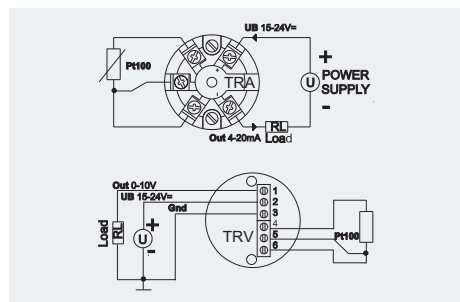 UB 15-24V=
Pt100
TRA
+
U
POWER
SUPPLY
-
RL
Load
Out 4-20mA
Out 0-10V
UB 15-24V=
Gnd
1
2
3
4
5
6
Load
RL
U
+
-
TRV
Pt100